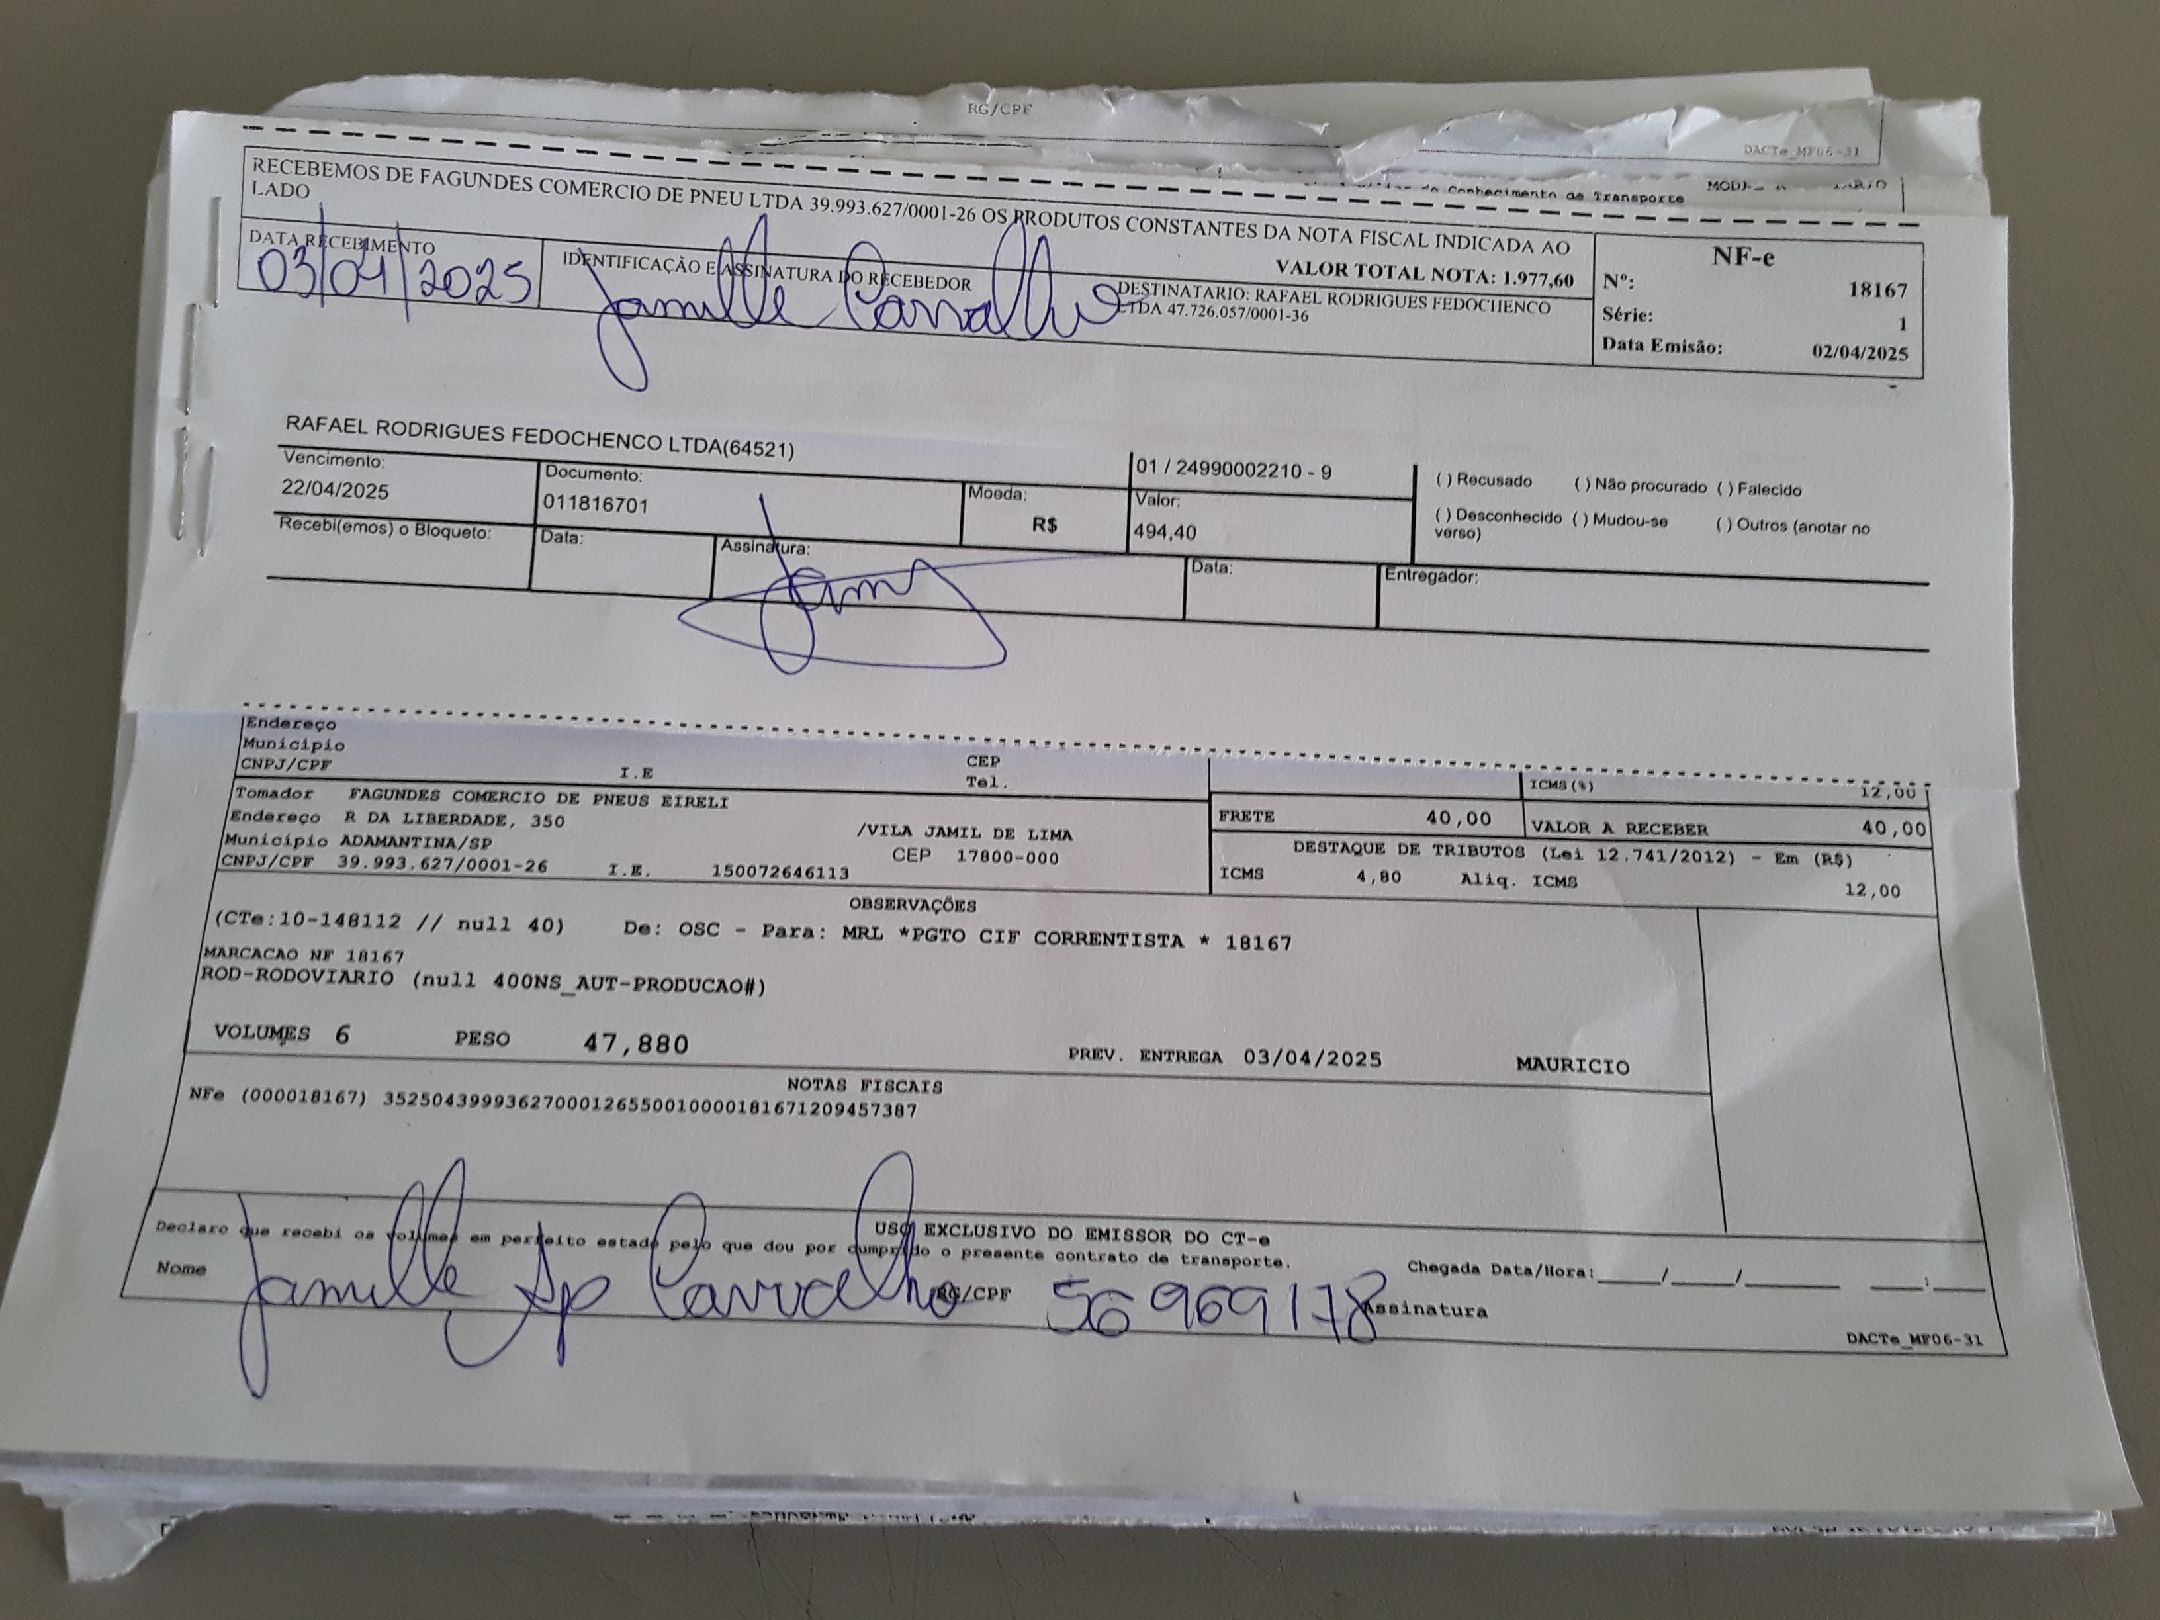 RG/CPF
DACTe_MF06-31
Conhecimento de Transporte
RECEBEMOS DE FAGUNDES COMERCIO DE PNEU LTDA 39.993.627/0001-26 OS PRODUTOS CONSTANTES DA NOTA FISCAL INDICADA AO
LADO
VALOR TOTAL NOTA: 1.977,60
DATA RECEBIMENTO
03/04/2025
IDENTIFICAÇÃO E ASSINATURA DO RECEBEDOR
Jamille Carvalho
DESTINATARIO: RAFAEL RODRIGUES FEDOCHENCO
LTDA 47.726.057/0001-36
NF-e
Nº: 18167
Série: 1
Data Emisão: 02/04/2025
RAFAEL RODRIGUES FEDOCHENCO LTDA(64521)
01 / 24990002210 - 9
Vencimento:
22/04/2025
Documento:
011816701
Moeda:
R$
Valor:
494,40
( ) Recusado ( ) Não procurado ( ) Falecido
( ) Desconhecido ( ) Mudou-se ( ) Outros (anotar no
verso)
Recebi(emos) o Bloqueto:
Data:
Assinatura:
Data:
Entregador:
Endereço
Município CEP
CNPJ/CPF I.E Tel.
ICMS(%) 12,00
Tomador FAGUNDES COMERCIO DE PNEUS EIRELI
Endereço R DA LIBERDADE, 350 /VILA JAMIL DE LIMA
Município ADAMANTINA/SP CEP 17800-000
CNPJ/CPF 39.993.627/0001-26 I.E. 150072646113
FRETE 40,00 VALOR A RECEBER 40,00
DESTAQUE DE TRIBUTOS (Lei 12.741/2012) - Em (R$)
ICMS 4,80 Aliq. ICMS 12,00
OBSERVAÇÕES
(CTe:10-148112 // null 40) De: OSC - Para: MRL *PGTO CIF CORRENTISTA * 18167
MARCACAO NF 18167
ROD-RODOVIARIO (null 400NS_AUT-PRODUCAO#)
VOLUMES 6 PESO 47,880 PREV. ENTREGA 03/04/2025 MAURICIO
NOTAS FISCAIS
NFe (000018167) 35250439993627000126550010000181671209457387
USO EXCLUSIVO DO EMISSOR DO CT-e
Declaro que recebi os volumes em perfeito estado pelo que dou por cumprido o presente contrato de transporte.
Chegada Data/Hora:____/____/______ ___:___
Nome Jamille Ap Carvalho RG/CPF 56969178 Assinatura
DACTe_MF06-31